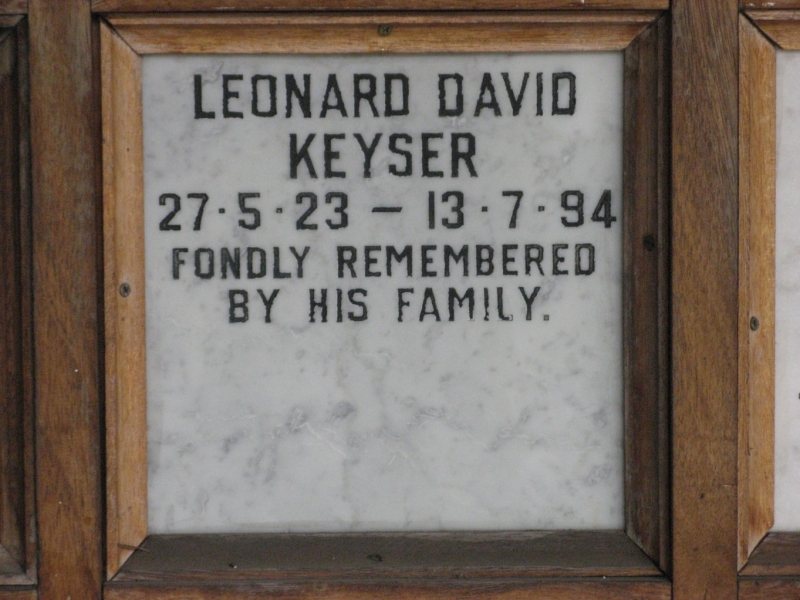 LEONARD DAVID
KEYSER
27·5·23 – 13·7·94
FONDLY REMEMBERED
BY HIS FAMILY.